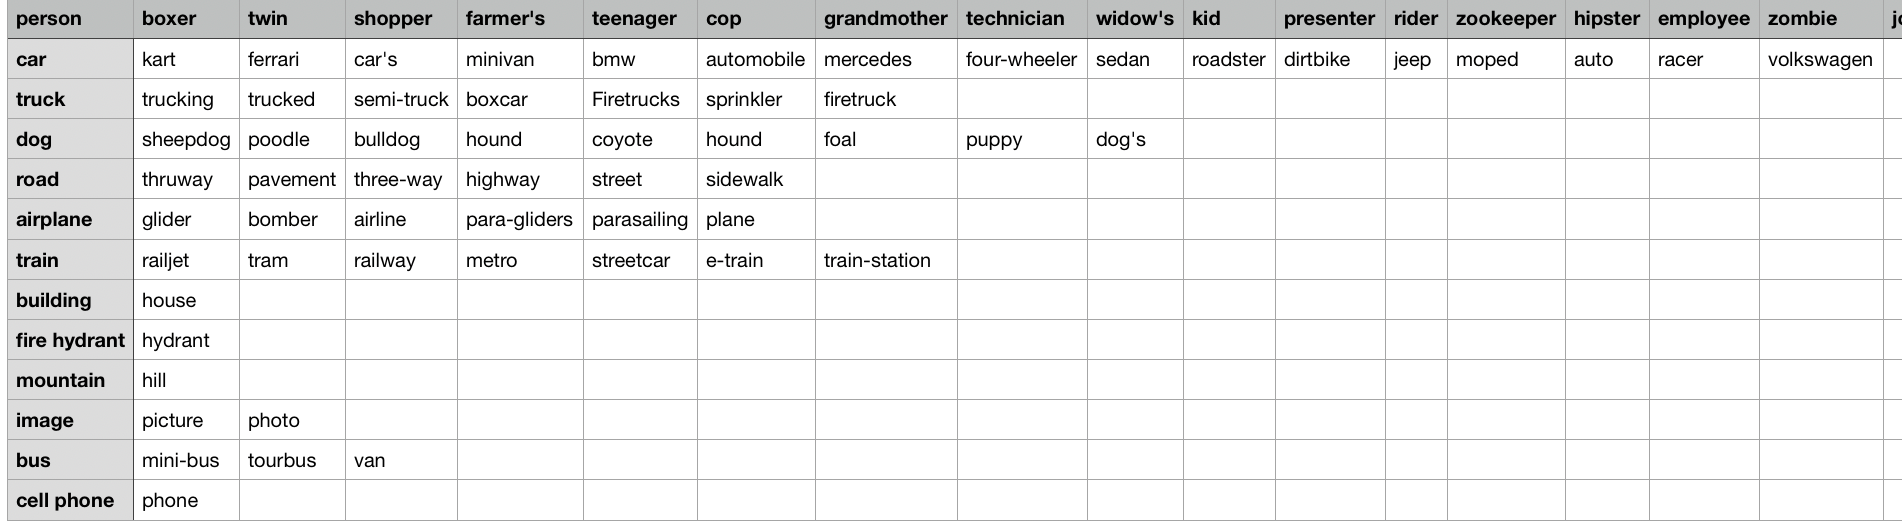 person boxer twin shopper farmer's teenager cop grandmother technician widow's kid presenter rider zookeeper hipster employee zombie
car kart ferrari car's minivan bmw automobile mercedes four-wheeler sedan roadster dirtbike jeep moped auto racer volkswagen
truck trucking trucked semi-truck boxcar Firetrucks sprinkler firetruck
dog sheepdog poodle bulldog hound coyote hound foal puppy dog's
road thruway pavement three-way highway street sidewalk
airplane glider bomber airline para-gliders parasailing plane
train railjet tram railway metro streetcar e-train train-station
building house
fire hydrant hydrant
mountain hill
image picture photo
bus mini-bus tourbus van
cell phone phone